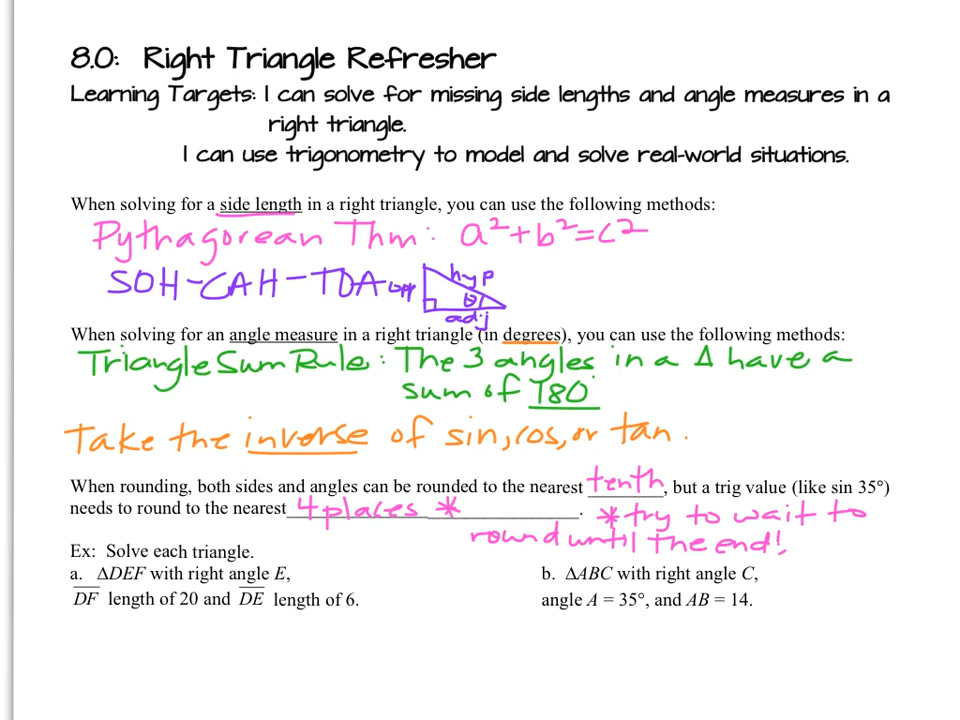 8.0: Right Triangle Refresher
Learning Targets: I can solve for missing side lengths and angle measures in a
right triangle.
I can use trigonometry to model and solve real-world situations.
When solving for a side length in a right triangle, you can use the following methods:
Pythagorean Thm: a²+b²=c²
SOH-CAH-TOA opp hyp θ adj
When solving for an angle measure in a right triangle (in degrees), you can use the following methods:
Triangle Sum Rule: The 3 angles in a Δ have a
sum of 180
Take the inverse of sin, cos, or tan.
When rounding, both sides and angles can be rounded to the nearest tenth, but a trig value (like sin 35°)
needs to round to the nearest 4 places *. *try to wait to
round until the end!
Ex: Solve each triangle.
a. ΔDEF with right angle E,
DF length of 20 and DE length of 6.
b. ΔABC with right angle C,
angle A = 35°, and AB = 14.